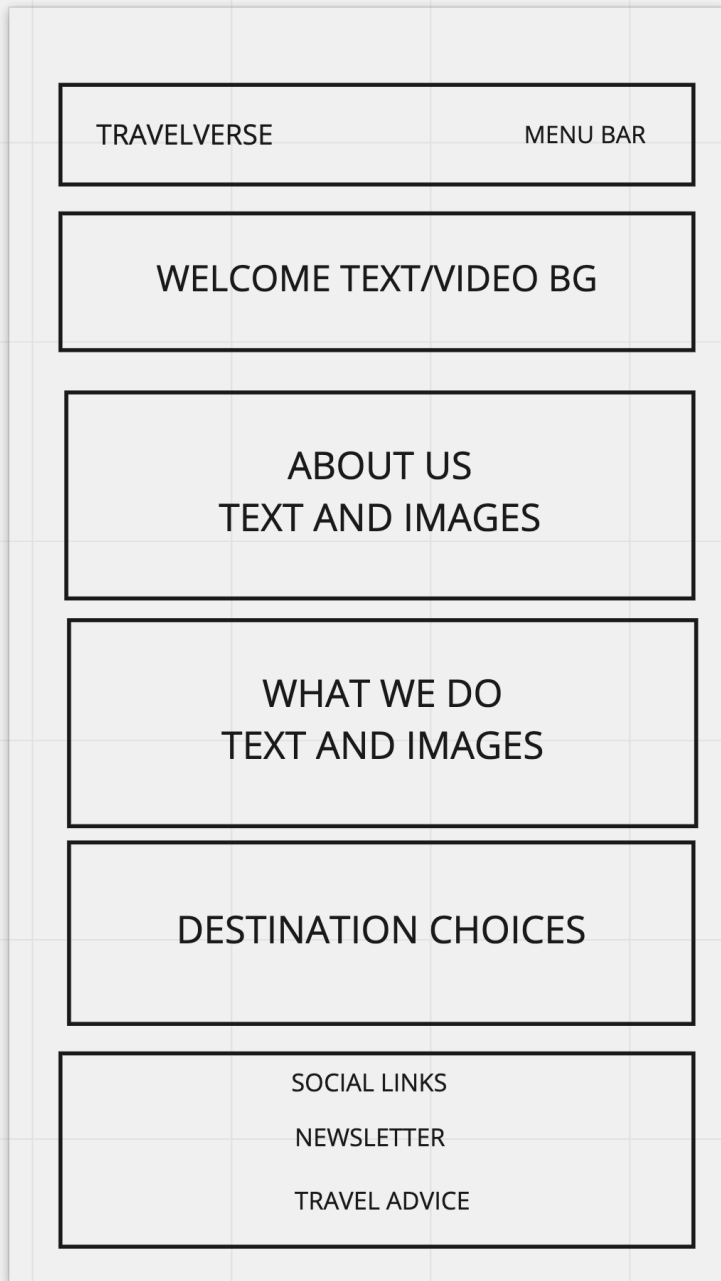 TRAVELVERSE
MENU BAR
WELCOME TEXT/VIDEO BG
ABOUT US
TEXT AND IMAGES
WHAT WE DO
TEXT AND IMAGES
DESTINATION CHOICES
SOCIAL LINKS
NEWSLETTER
TRAVEL ADVICE